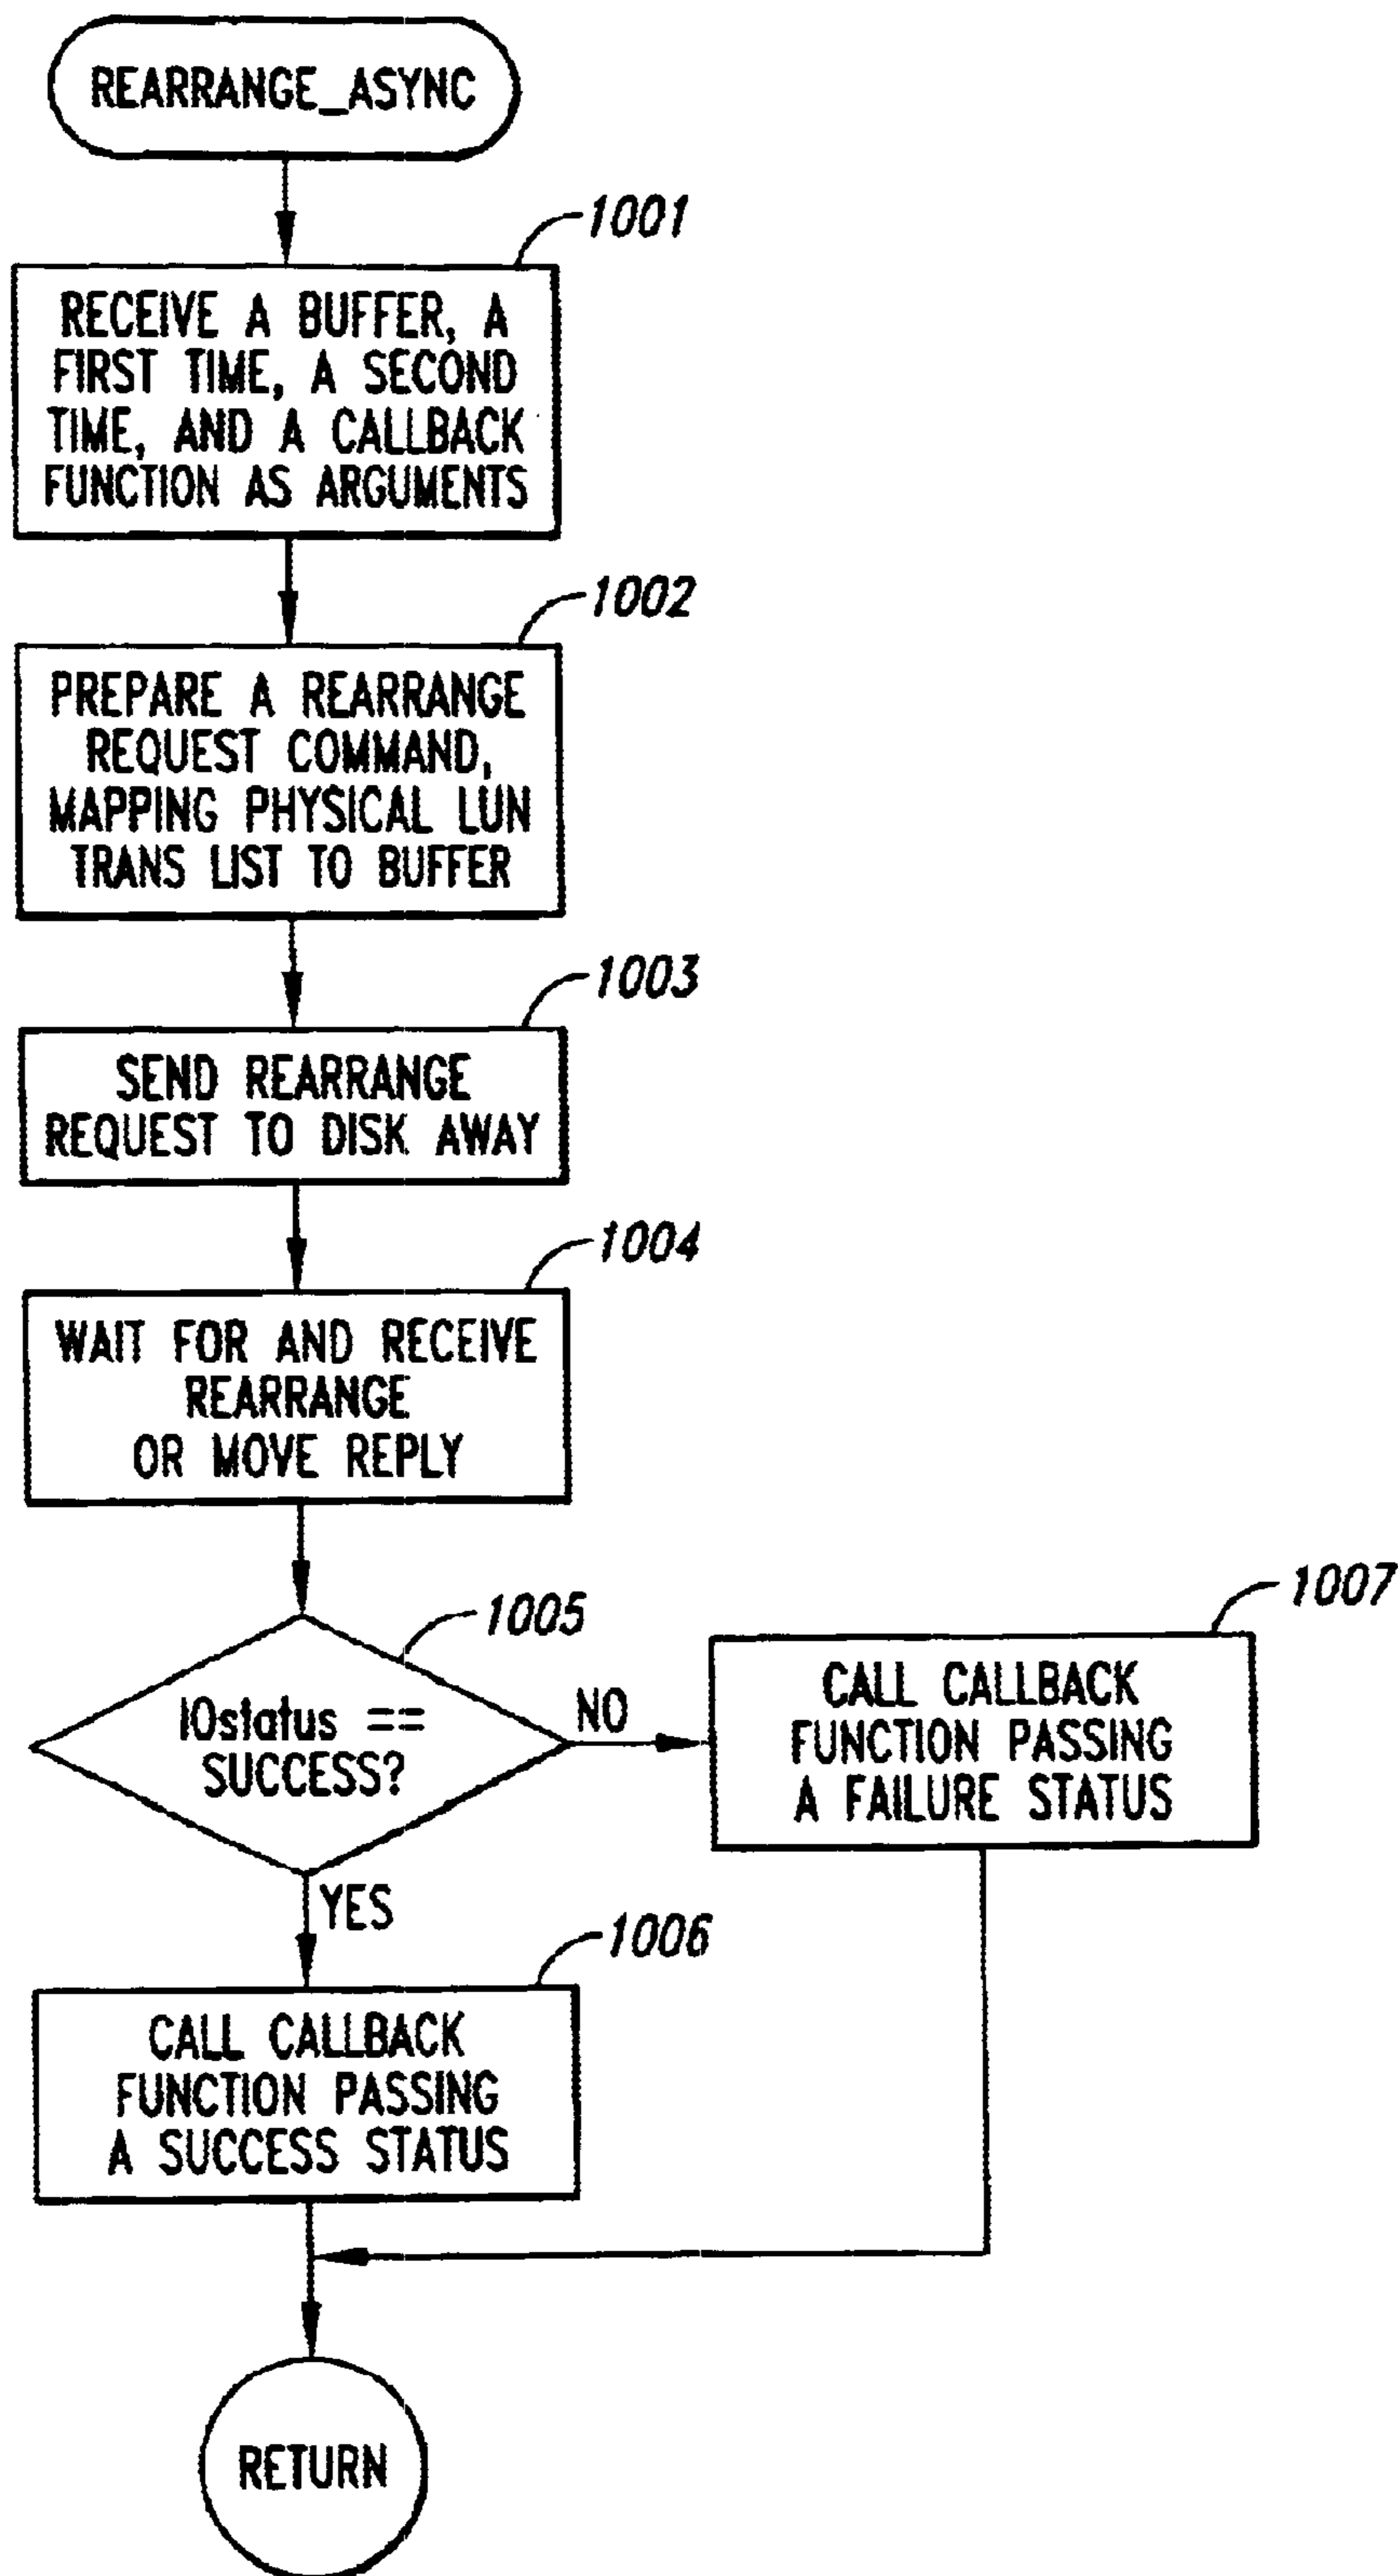 REARRANGE_ASYNC
1001
RECEIVE A BUFFER, A
FIRST TIME, A SECOND
TIME, AND A CALLBACK
FUNCTION AS ARGUMENTS
1002
PREPARE A REARRANGE
REQUEST COMMAND,
MAPPING PHYSICAL LUN
TRANS LIST TO BUFFER
1003
SEND REARRANGE
REQUEST TO DISK AWAY
1004
WAIT FOR AND RECEIVE
REARRANGE
OR MOVE REPLY
1005
IOstatus ==
SUCCESS?
NO
1007
CALL CALLBACK
FUNCTION PASSING
A FAILURE STATUS
YES
1006
CALL CALLBACK
FUNCTION PASSING
A SUCCESS STATUS
RETURN